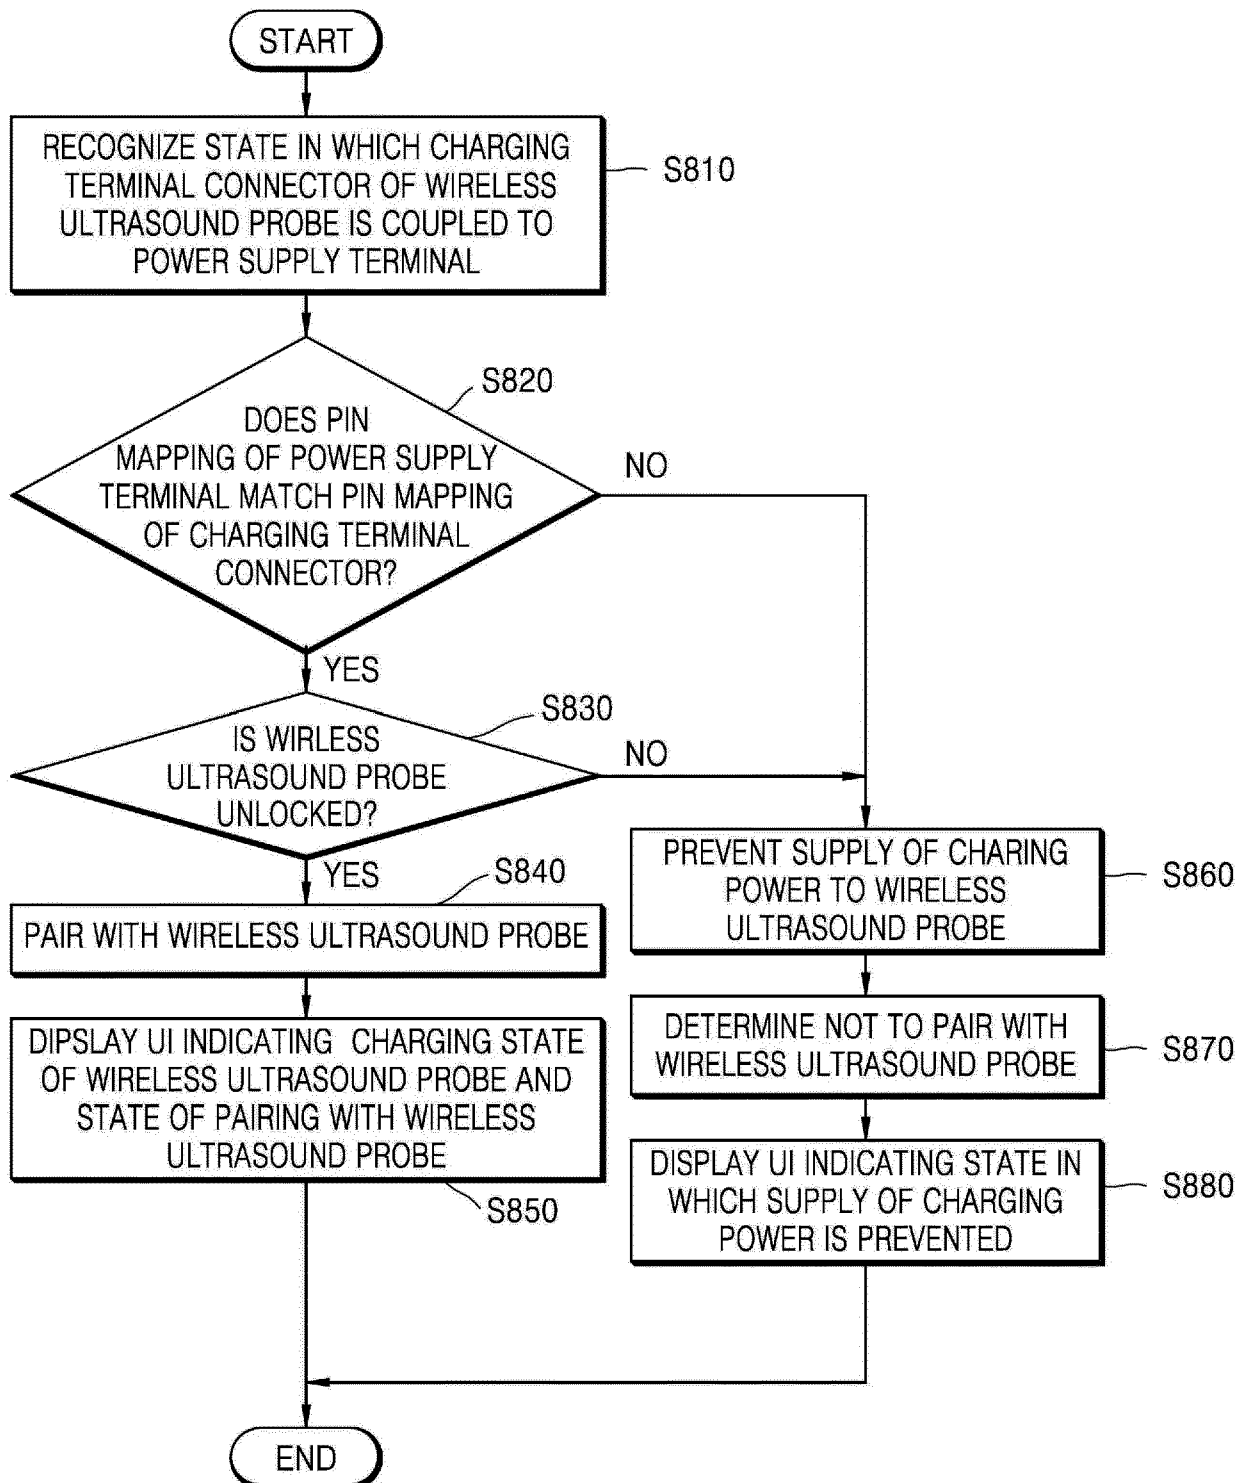 START
RECOGNIZE STATE IN WHICH CHARGING
TERMINAL CONNECTOR OF WIRELESS
ULTRASOUND PROBE IS COUPLED TO
POWER SUPPLY TERMINAL
S810
S820
DOES PIN
MAPPING OF POWER SUPPLY
TERMINAL MATCH PIN MAPPING
OF CHARGING TERMINAL
CONNECTOR?
NO
YES
S830
IS WIRLESS
ULTRASOUND PROBE
UNLOCKED?
NO
YES
S840
PAIR WITH WIRELESS ULTRASOUND PROBE
DIPSLAY UI INDICATING CHARGING STATE
OF WIRELESS ULTRASOUND PROBE AND
STATE OF PAIRING WITH WIRELESS
ULTRASOUND PROBE
S850
PREVENT SUPPLY OF CHARING
POWER TO WIRELESS
ULTRASOUND PROBE
S860
DETERMINE NOT TO PAIR WITH
WIRELESS ULTRASOUND PROBE
S870
DISPLAY UI INDICATING STATE IN
WHICH SUPPLY OF CHARGING
POWER IS PREVENTED
S880
END